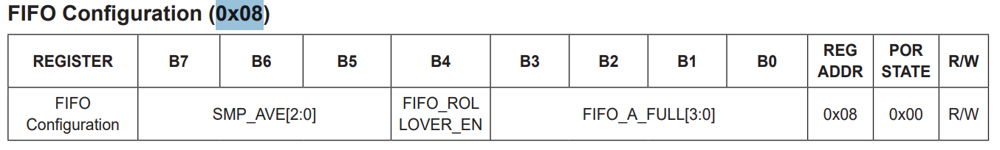 FIFO Configuration (0x08)
REGISTER B7 B6 B5 B4 B3 B2 B1 B0 REG ADDR POR STATE R/W
FIFO Configuration SMP_AVE[2:0] FIFO_ROL LOVER_EN FIFO_A_FULL[3:0] 0x08 0x00 R/W